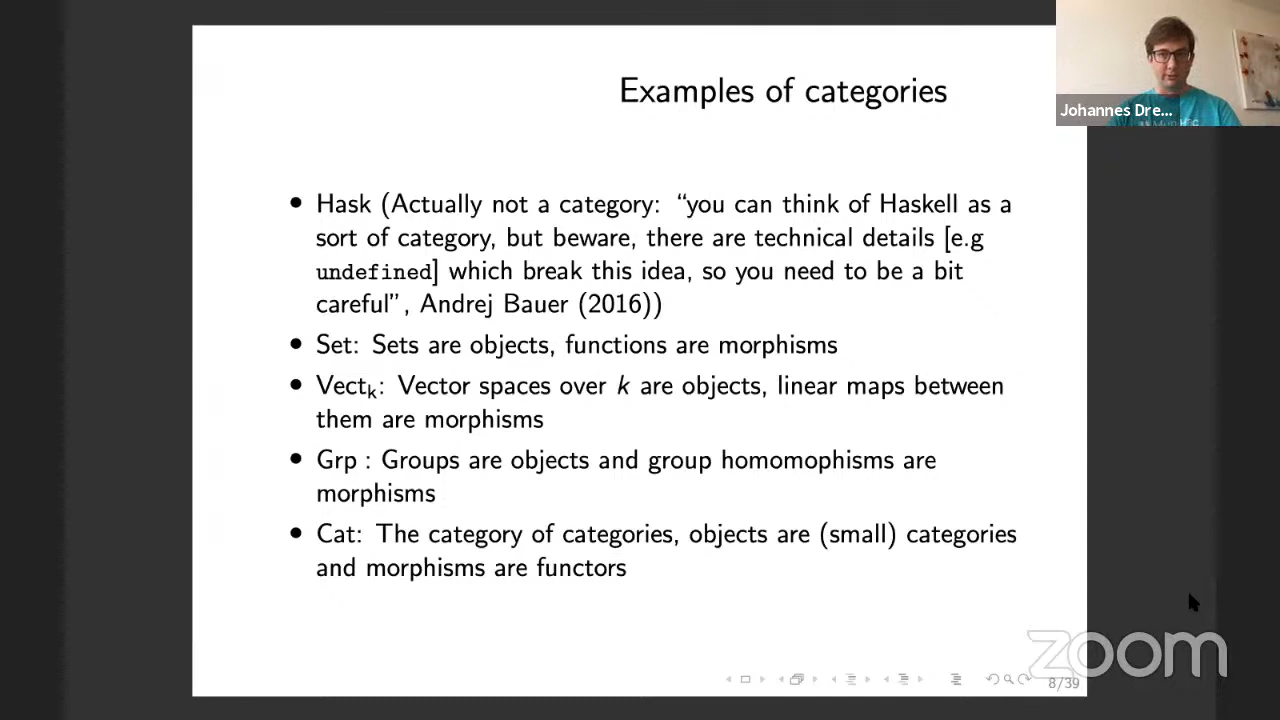 Examples of categories
Johannes Dre...
• Hask (Actually not a category: “you can think of Haskell as a
sort of category, but beware, there are technical details [e.g
undefined] which break this idea, so you need to be a bit
careful”, Andrej Bauer (2016))
• Set: Sets are objects, functions are morphisms
• Vectₖ: Vector spaces over k are objects, linear maps between
them are morphisms
• Grp : Groups are objects and group homomophisms are
morphisms
• Cat: The category of categories, objects are (small) categories
and morphisms are functors
zoom
8/39